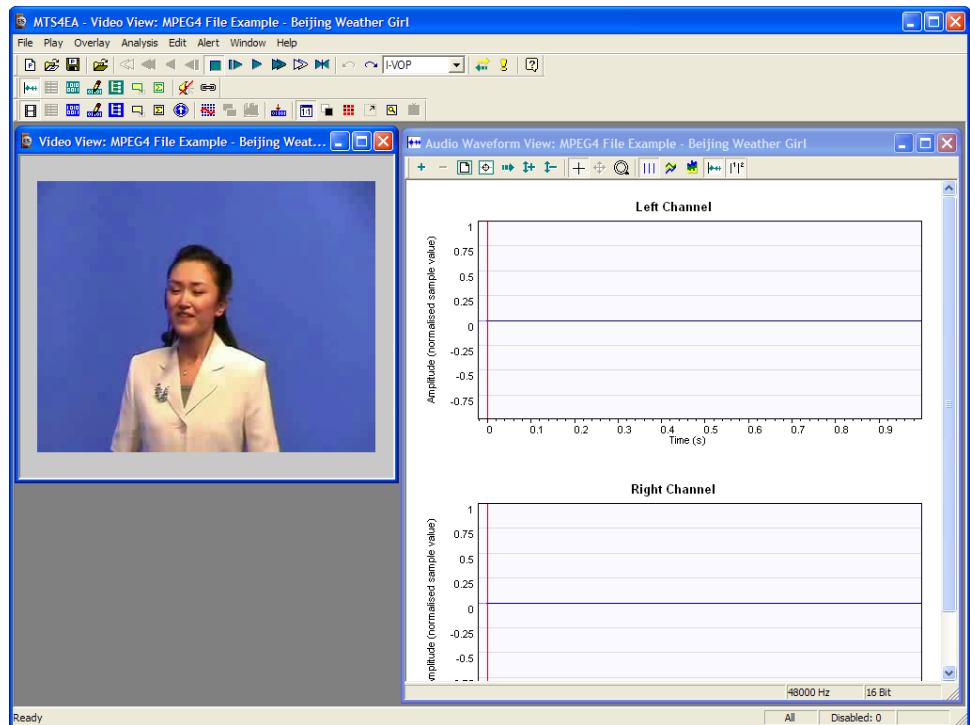 MTS4EA - Video View: MPEG4 File Example - Beijing Weather Girl
File Play Overlay Analysis Edit Alert Window Help
I-VOP
Video View: MPEG4 File Example - Beijing Weat...
Audio Waveform View: MPEG4 File Example - Beijing Weather Girl
Left Channel
Amplitude (normalised sample value)
1
0.75
0.5
0.25
0
-0.25
-0.5
-0.75
0 0.1 0.2 0.3 0.4 0.5 0.6 0.7 0.8 0.9
Time (s)
Right Channel
mplitude (normalised sample value)
1
0.75
0.5
0.25
0
-0.25
-0.5
48000 Hz 16 Bit
Ready
All Disabled: 0